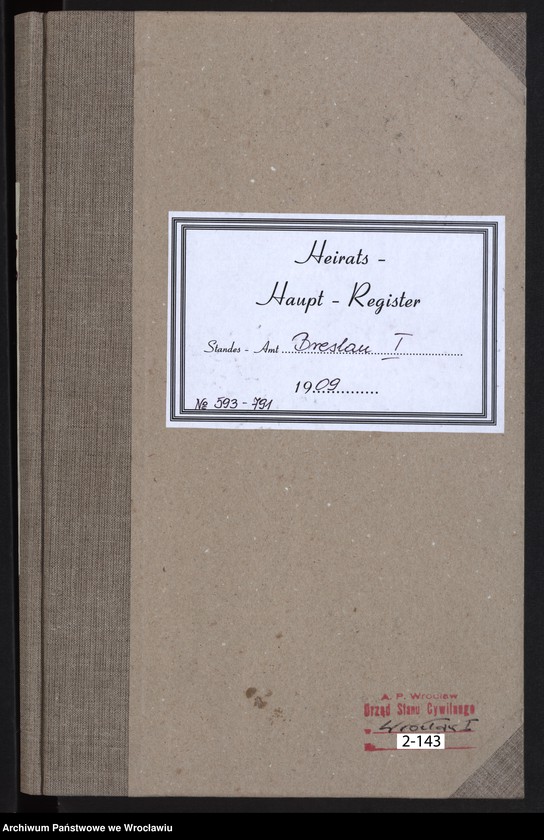 Heirats -
Haupt - Register
Standes - Amt Breslau I
1909
№ 593 - 791
A. P. Wrocław
Urząd Stanu Cywilnego
Wrocław I
2-143
Archiwum Państwowe we Wrocławiu